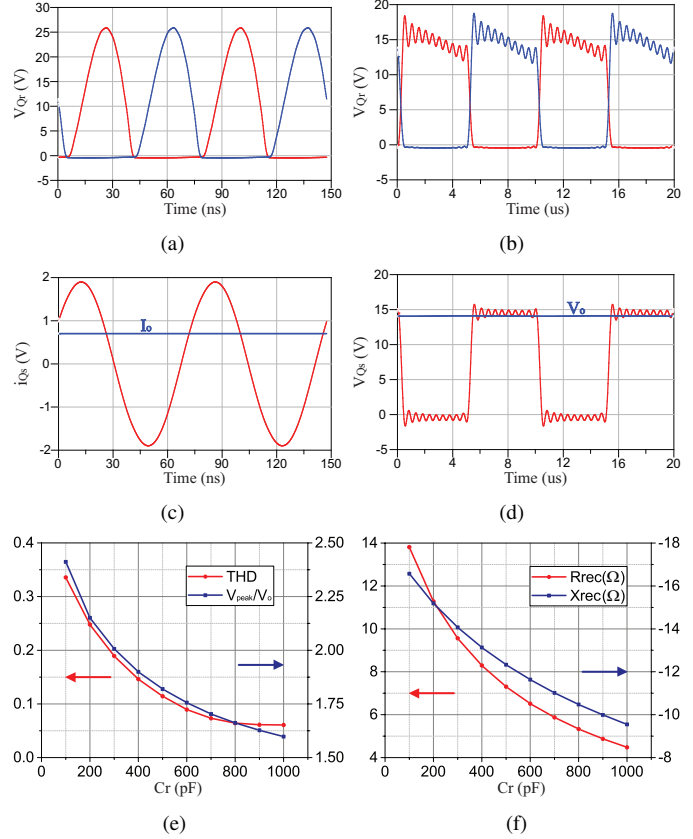 30
25
20
15
10
5
0
-5
V_Qr (V)
0 30 60 90 120 150
Time (ns)
(a)
20
15
10
5
0
-5
V_Qr (V)
0 4 8 12 16 20
Time (us)
(b)
2
1
0
-1
-2
i_Qs (V)
I_o
0 30 60 90 120 150
Time (ns)
(c)
20
15
10
5
0
-5
V_Qs (V)
V_o
0 4 8 12 16 20
Time (us)
(d)
0.4
0.3
0.2
0.1
0.0
2.50
2.25
2.00
1.75
1.50
THD
V_peak/V_o
0 200 400 600 800 1000
Cr (pF)
(e)
14
12
10
8
6
4
-18
-16
-14
-12
-10
-8
Rrec(Ω)
Xrec(Ω)
0 200 400 600 800 1000
Cr (pF)
(f)